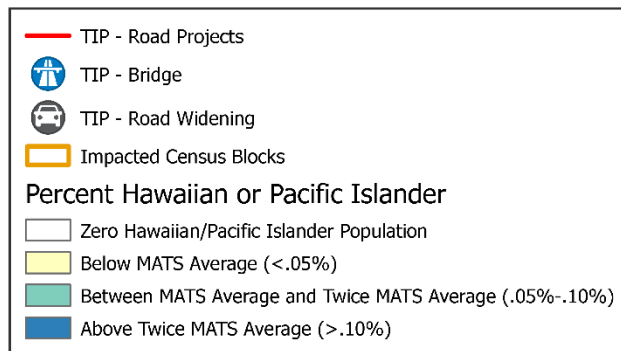 TIP - Road Projects
TIP - Bridge
TIP - Road Widening
Impacted Census Blocks
Percent Hawaiian or Pacific Islander
Zero Hawaiian/Pacific Islander Population
Below MATS Average (<.05%)
Between MATS Average and Twice MATS Average (.05%-.10%)
Above Twice MATS Average (>.10%)